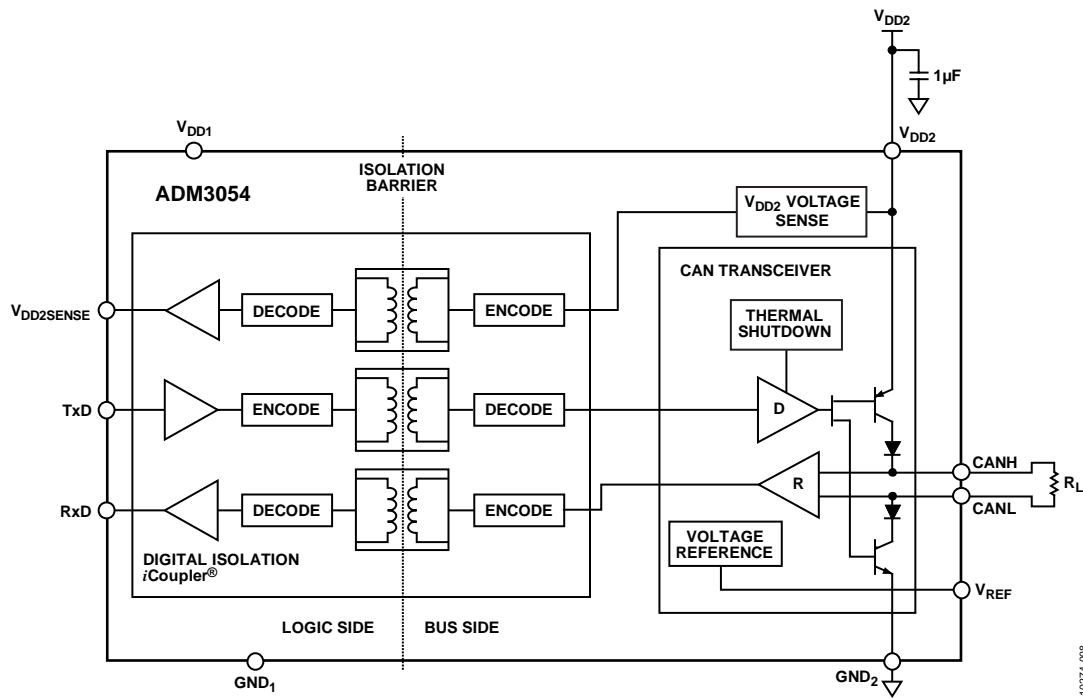 VDD2
1µF
VDD1
VDD2
ISOLATION
BARRIER
ADM3054
VDD2 VOLTAGE
SENSE
CAN TRANSCEIVER
VDD2SENSE
DECODE
ENCODE
THERMAL
SHUTDOWN
TxD
ENCODE
DECODE
D
CANH
RL
CANL
RxD
DECODE
ENCODE
R
VOLTAGE
REFERENCE
DIGITAL ISOLATION
iCoupler®
VREF
LOGIC SIDE
BUS SIDE
GND1
GND2
10274-008